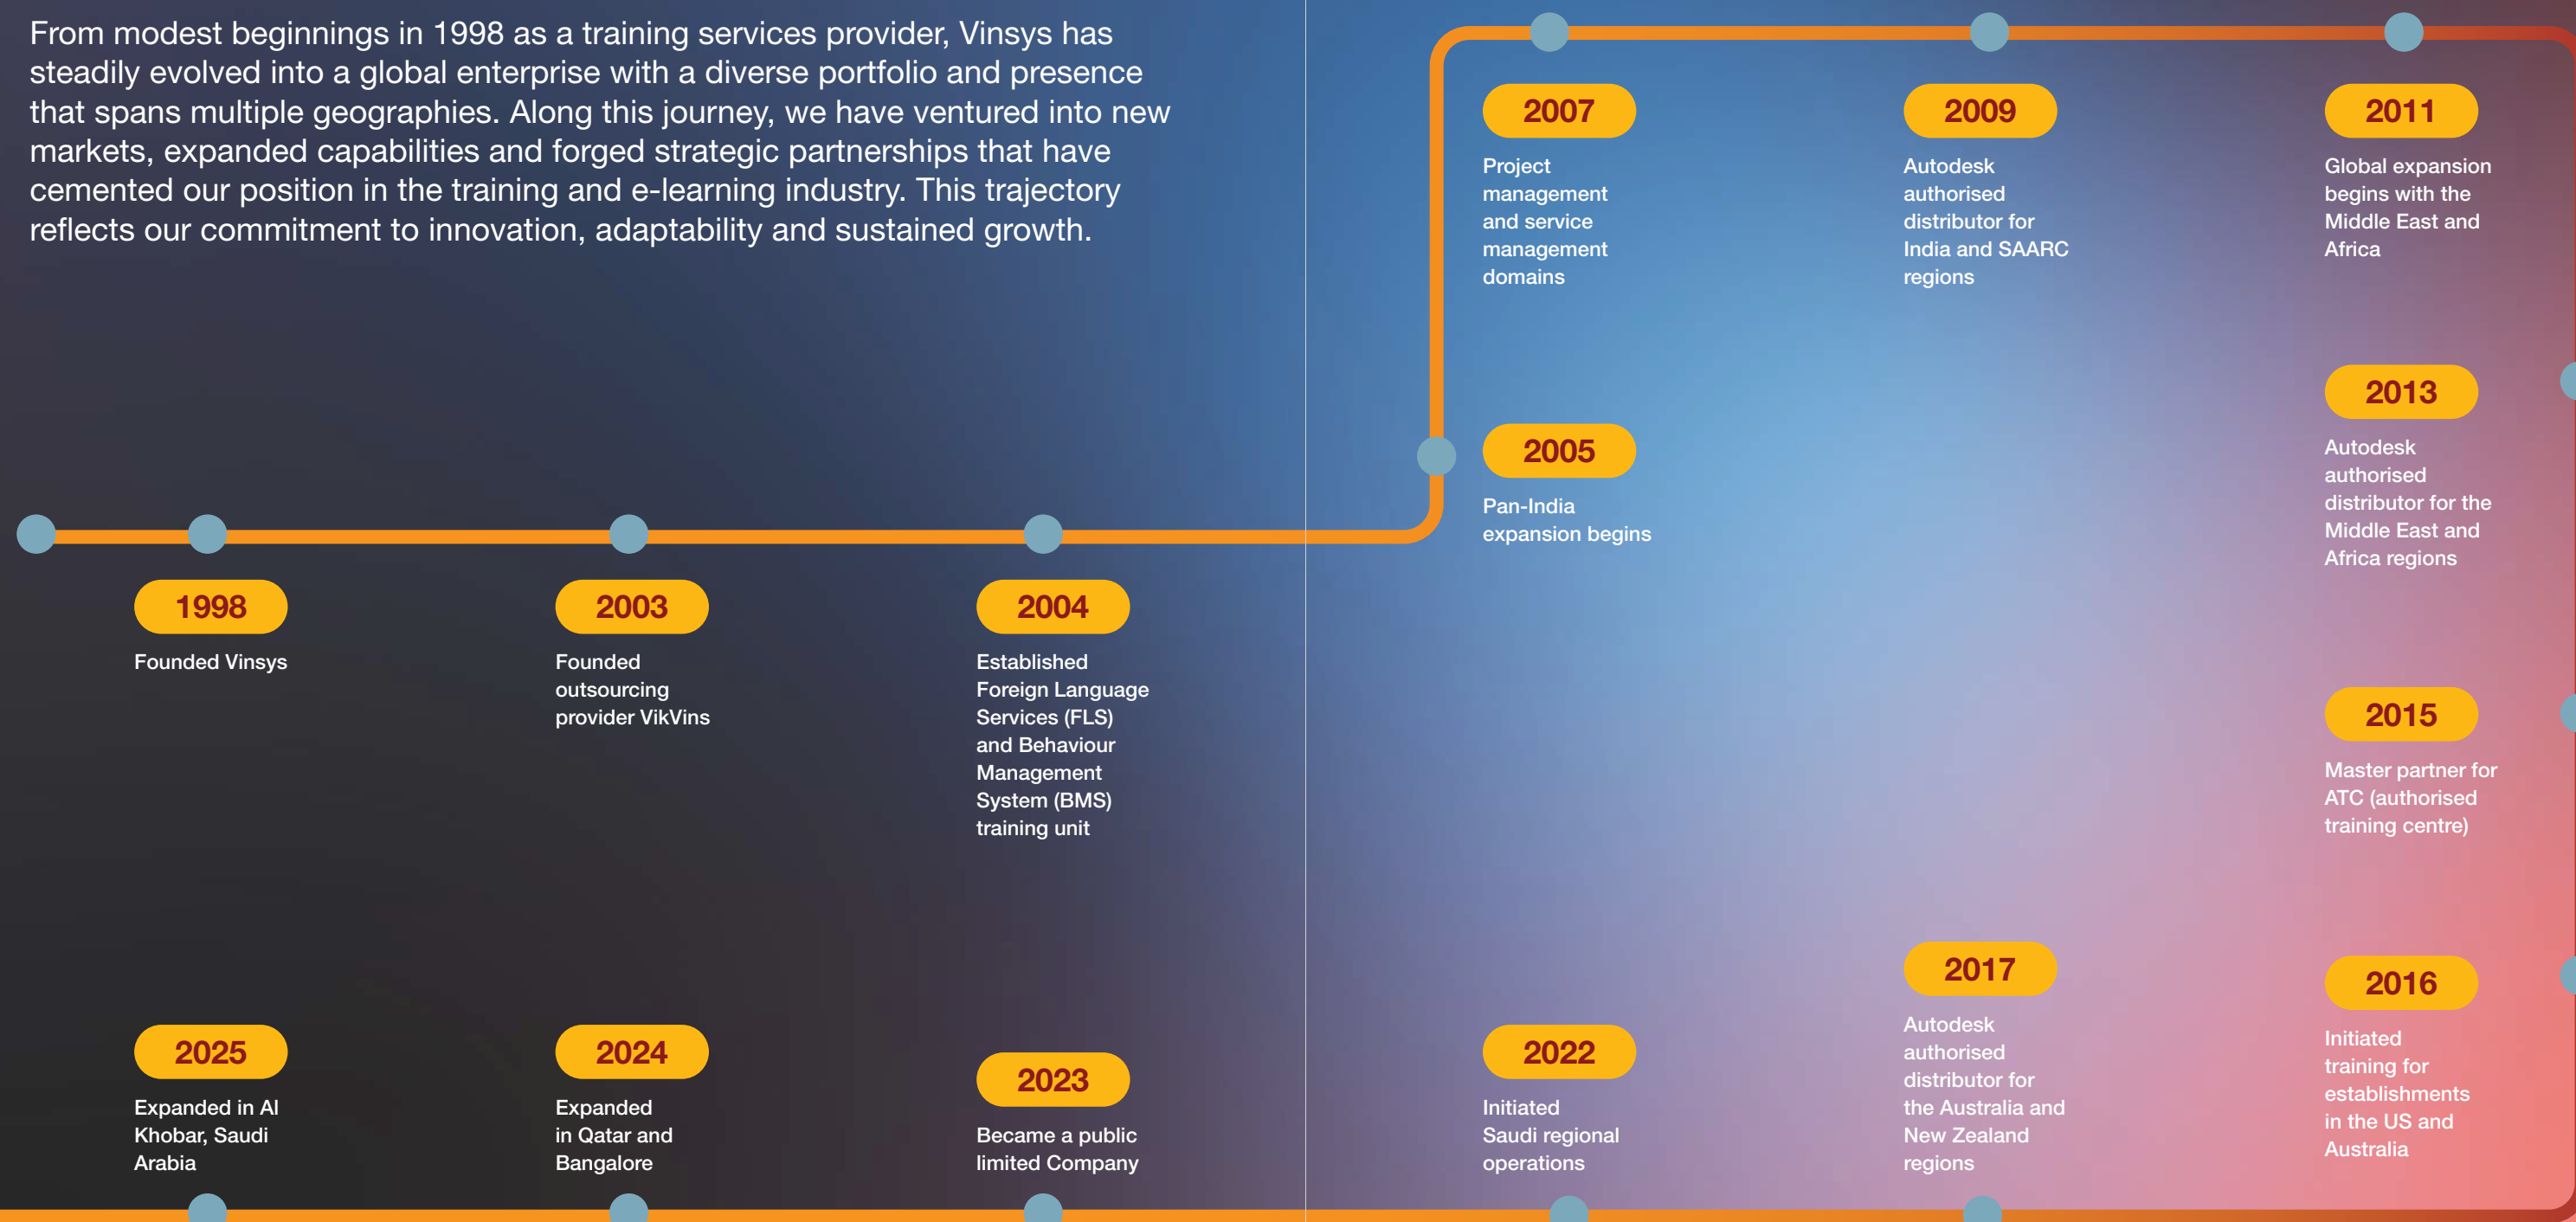 From modest beginnings in 1998 as a training services provider, Vinsys has
steadily evolved into a global enterprise with a diverse portfolio and presence
that spans multiple geographies. Along this journey, we have ventured into new
markets, expanded capabilities and forged strategic partnerships that have
cemented our position in the training and e-learning industry. This trajectory
reflects our commitment to innovation, adaptability and sustained growth.
1998
Founded Vinsys
2003
Founded
outsourcing
provider VikVins
2004
Established
Foreign Language
Services (FLS)
and Behaviour
Management
System (BMS)
training unit
2005
Pan-India
expansion begins
2007
Project
management
and service
management
domains
2009
Autodesk
authorised
distributor for
India and SAARC
regions
2011
Global expansion
begins with the
Middle East and
Africa
2013
Autodesk
authorised
distributor for the
Middle East and
Africa regions
2015
Master partner for
ATC (authorised
training centre)
2016
Initiated
training for
establishments
in the US and
Australia
2017
Autodesk
authorised
distributor for
the Australia and
New Zealand
regions
2022
Initiated
Saudi regional
operations
2023
Became a public
limited Company
2024
Expanded
in Qatar and
Bangalore
2025
Expanded in Al
Khobar, Saudi
Arabia